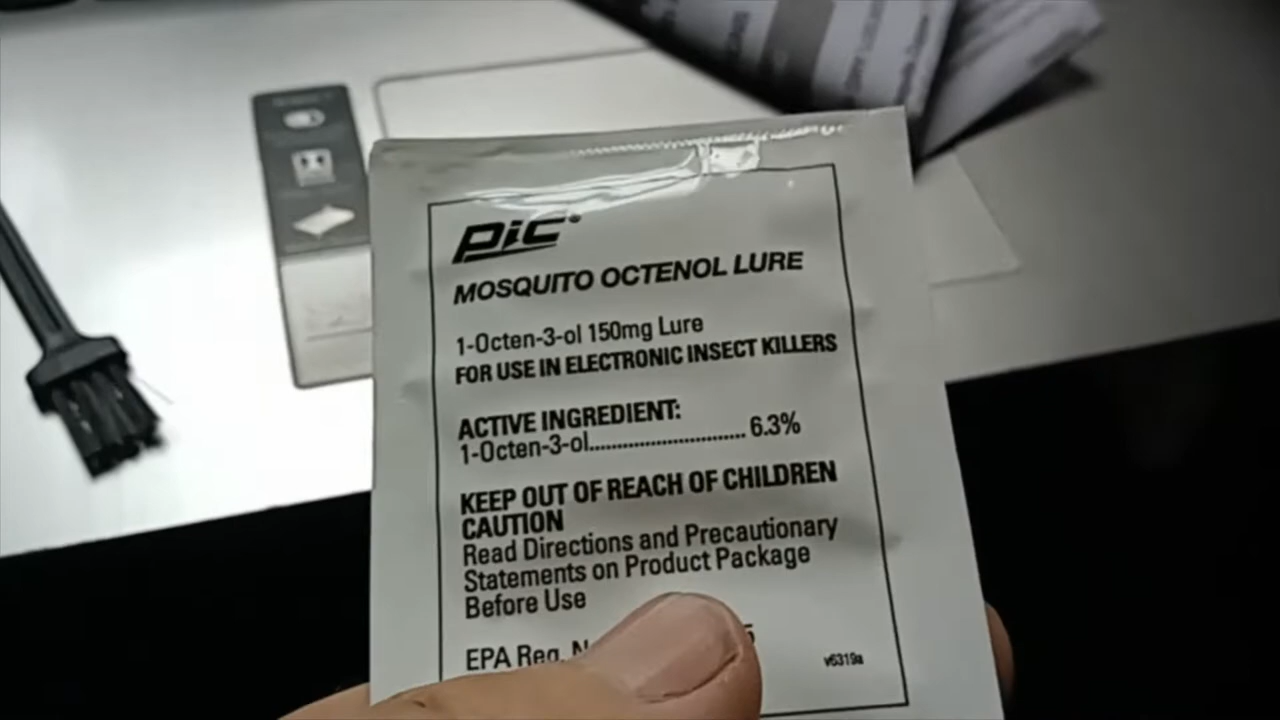 PiC
MOSQUITO OCTENOL LURE
1-Octen-3-ol 150mg Lure
FOR USE IN ELECTRONIC INSECT KILLERS
ACTIVE INGREDIENT:
1-Octen-3-ol............................ 6.3%
KEEP OUT OF REACH OF CHILDREN
CAUTION
Read Directions and Precautionary
Statements on Product Package
Before Use
EPA Reg.
v6319a